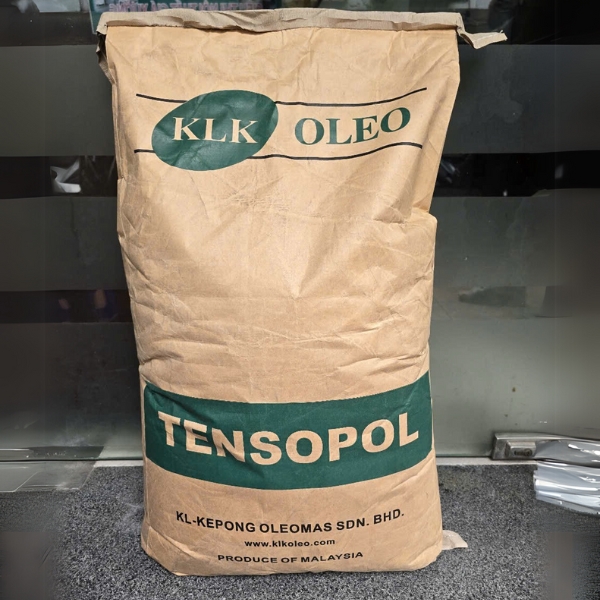 KLK OLEO
TENSOPOL
KL-KEPONG OLEOMAS SDN. BHD.
www.klkoleo.com
PRODUCE OF MALAYSIA